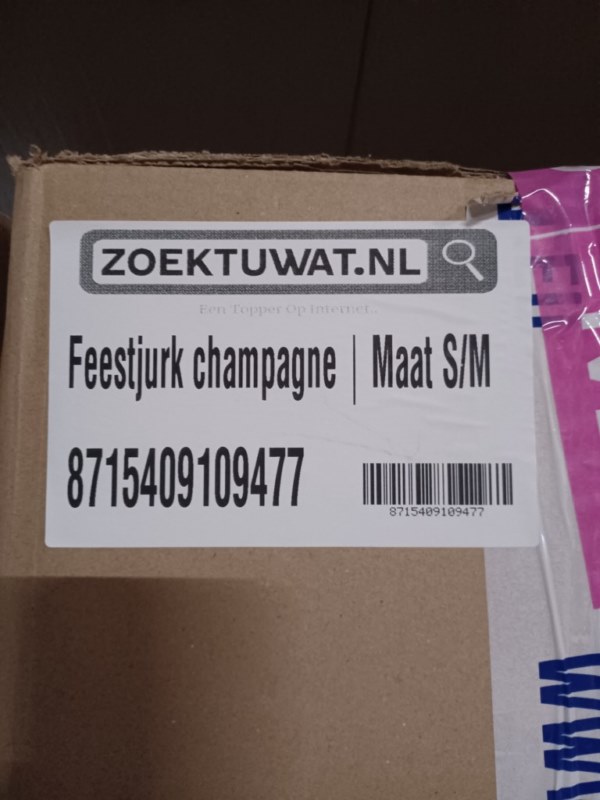 ZOEKTUWAT.NL
Een Topper Op internet..
Feestjurk champagne | Maat S/M
8715409109477
8715409109477